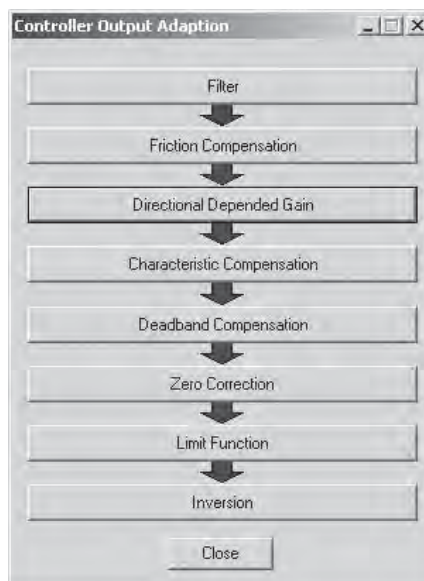 Controller Output Adaption
Filter
Friction Compensation
Directional Depended Gain
Characteristic Compensation
Deadband Compensation
Zero Correction
Limit Function
Inversion
Close